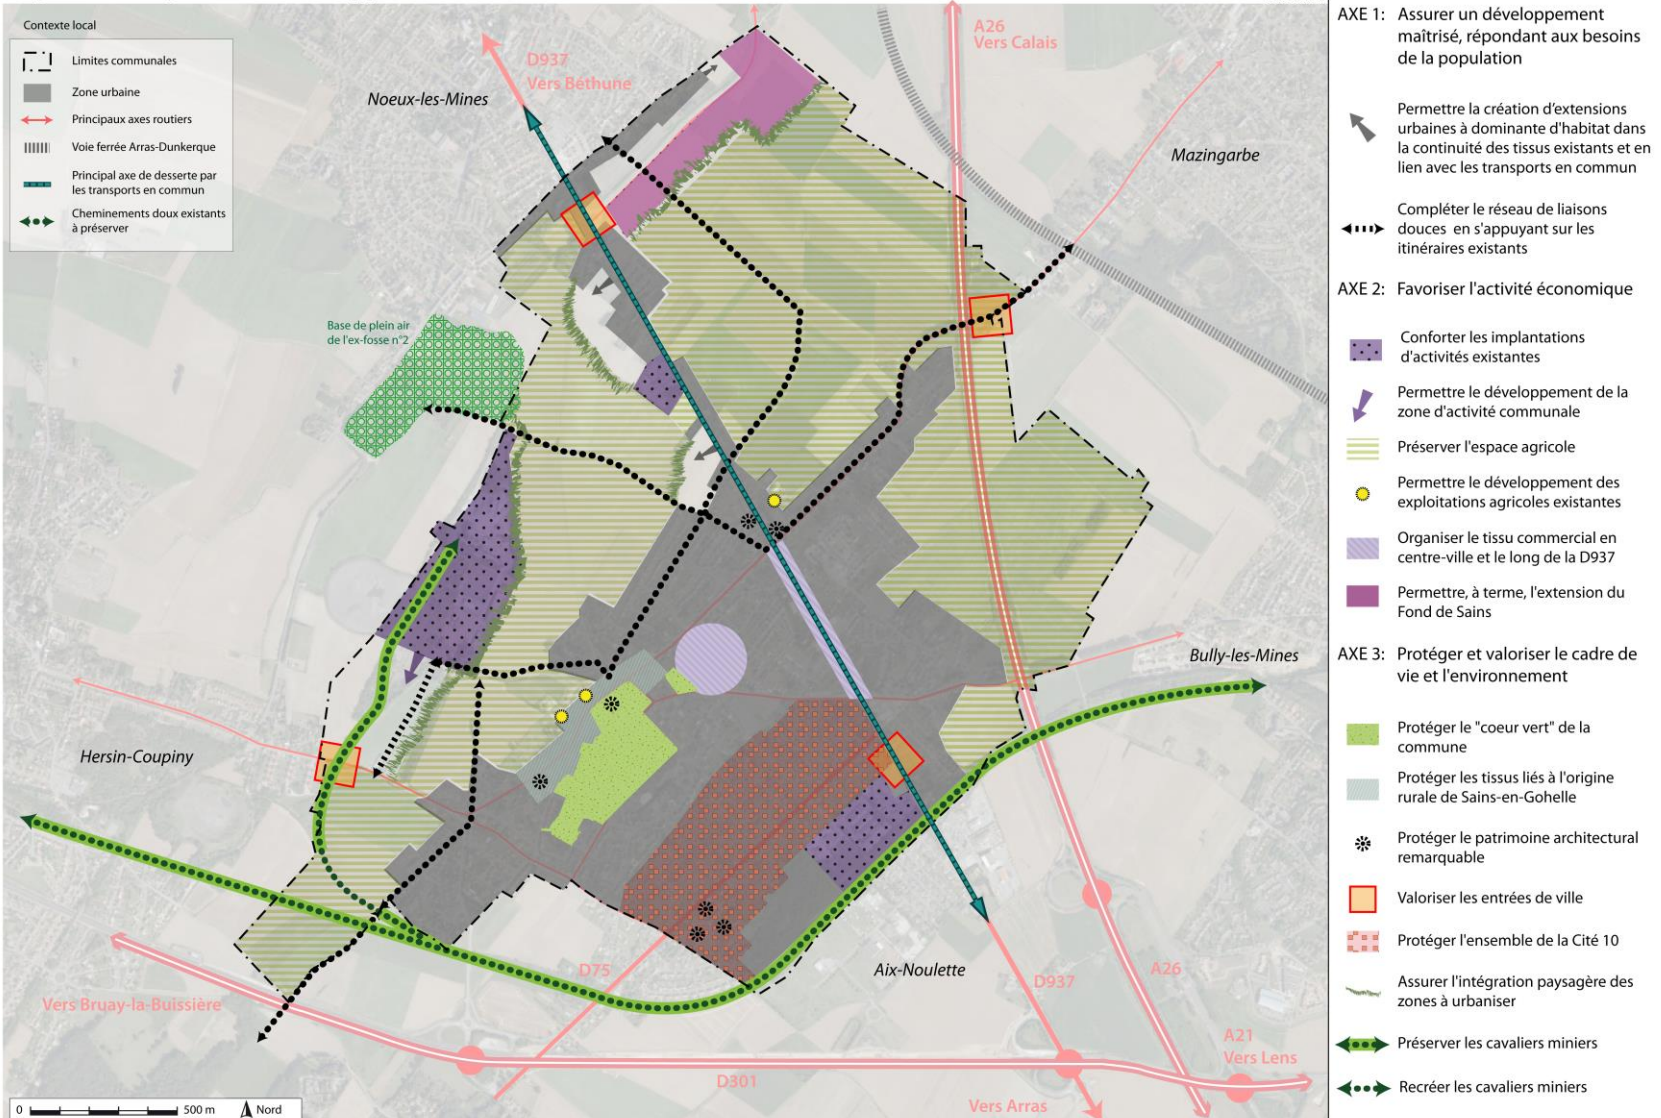 Contexte local
Limites communales
Zone urbaine
Principaux axes routiers
Voie ferrée Arras-Dunkerque
Principal axe de desserte par
les transports en commun
Cheminements doux existants
à préserver
Noeux-les-Mines
D937
Vers Béthune
A26
Vers Calais
Mazingarbe
Base de plein air
de l'ex-fosse n°2
Bully-les-Mines
Hersin-Coupiny
Aix-Noulette
D75
D937
A26
Vers Bruay-la-Buissière
A21
Vers Lens
D301
Vers Arras
0 500 m Nord
AXE 1: Assurer un développement
maîtrisé, répondant aux besoins
de la population
Permettre la création d'extensions
urbaines à dominante d'habitat dans
la continuité des tissus existants et en
lien avec les transports en commun
Compléter le réseau de liaisons
douces en s'appuyant sur les
itinéraires existants
AXE 2: Favoriser l'activité économique
Conforter les implantations
d'activités existantes
Permettre le développement de la
zone d'activité communale
Préserver l'espace agricole
Permettre le développement des
exploitations agricoles existantes
Organiser le tissu commercial en
centre-ville et le long de la D937
Permettre, à terme, l'extension du
Fond de Sains
AXE 3: Protéger et valoriser le cadre de
vie et l'environnement
Protéger le "coeur vert" de la
commune
Protéger les tissus liés à l'origine
rurale de Sains-en-Gohelle
Protéger le patrimoine architectural
remarquable
Valoriser les entrées de ville
Protéger l'ensemble de la Cité 10
Assurer l'intégration paysagère des
zones à urbaniser
Préserver les cavaliers miniers
Recréer les cavaliers miniers